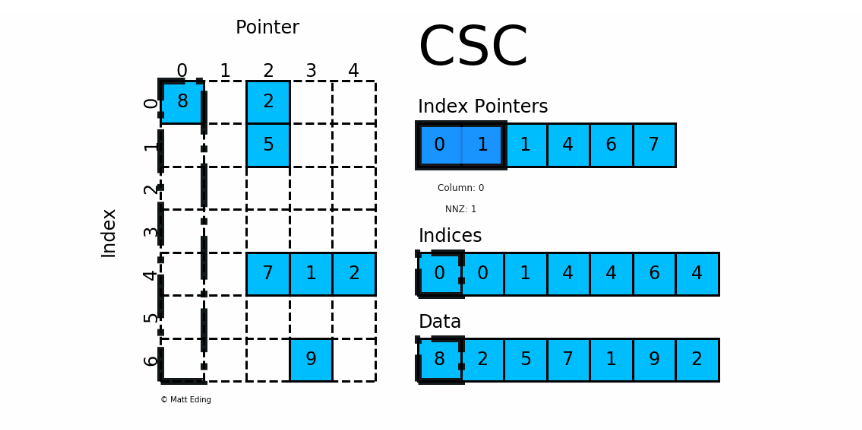 Pointer
0 1 2 3 4
Index
0 8 2
1 5
2
3
4 7 1 2
5
6 9
© Matt Eding
CSC
Index Pointers
0 1 1 4 6 7
Column: 0
NNZ: 1
Indices
0 0 1 4 4 6 4
Data
8 2 5 7 1 9 2